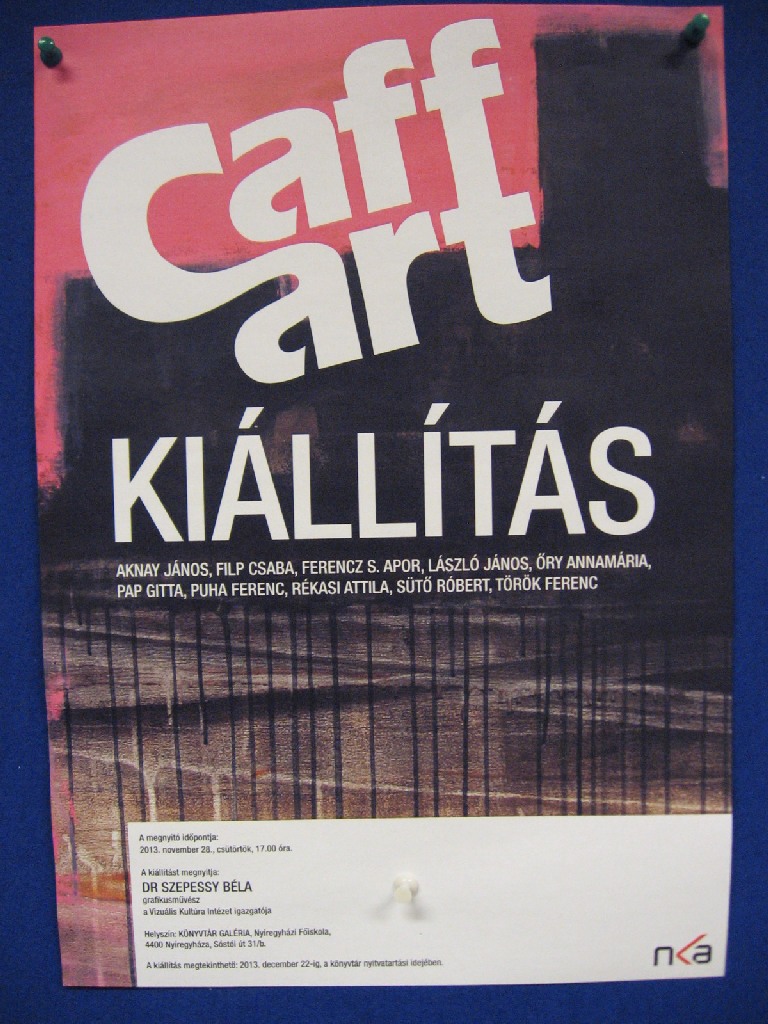 Caff
art
KIÁLLÍTÁS
AKNAY JÁNOS, FILP CSABA, FERENCZ S. APOR, LÁSZLÓ JÁNOS, ŐRY ANNAMÁRIA,
PAP GITTA, PUHA FERENC, RÉKASI ATTILA, SÜTŐ RÓBERT, TÖRÖK FERENC
A megnyitó időpontja:
2013. november 28., csütörtök, 17.00 óra.
A kiállítást megnyitja:
DR SZEPESSY BÉLA
grafikusművész
a Vizuális Kultúra Intézet igazgatója
Helyszín: KÖNYVTÁR GALÉRIA, Nyíregyházi Főiskola,
4400 Nyíregyháza, Sóstói út 31/b.
A kiállítás megtekinthető: 2013. december 22-ig, a könyvtár nyitvatartási idejében.
nka